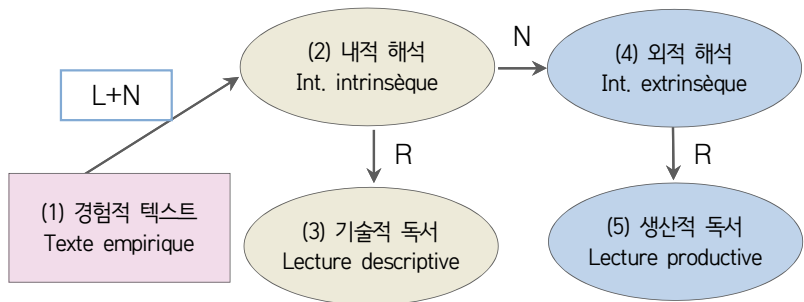 (2) 내적 해석
Int. intrinsèque
N
(4) 외적 해석
Int. extrinsèque
L+N
R
R
(1) 경험적 텍스트
Texte empirique
(3) 기술적 독서
Lecture descriptive
(5) 생산적 독서
Lecture productive